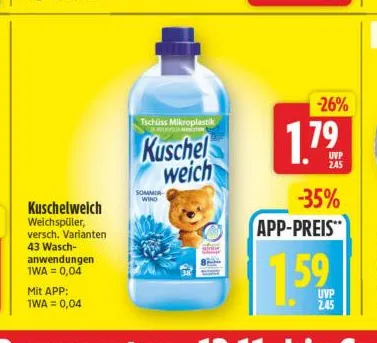 Tschüss Mikroplastik
Kuschel
weich
SOMMER-
WIND
38
-26%
1.79
UVP
2.45
-35%
APP-PREIS**
1.59
UVP
2.45
Kuschelweich
Weichspüler,
versch. Varianten
43 Wasch-
anwendungen
1WA = 0,04
Mit APP:
1WA = 0,04